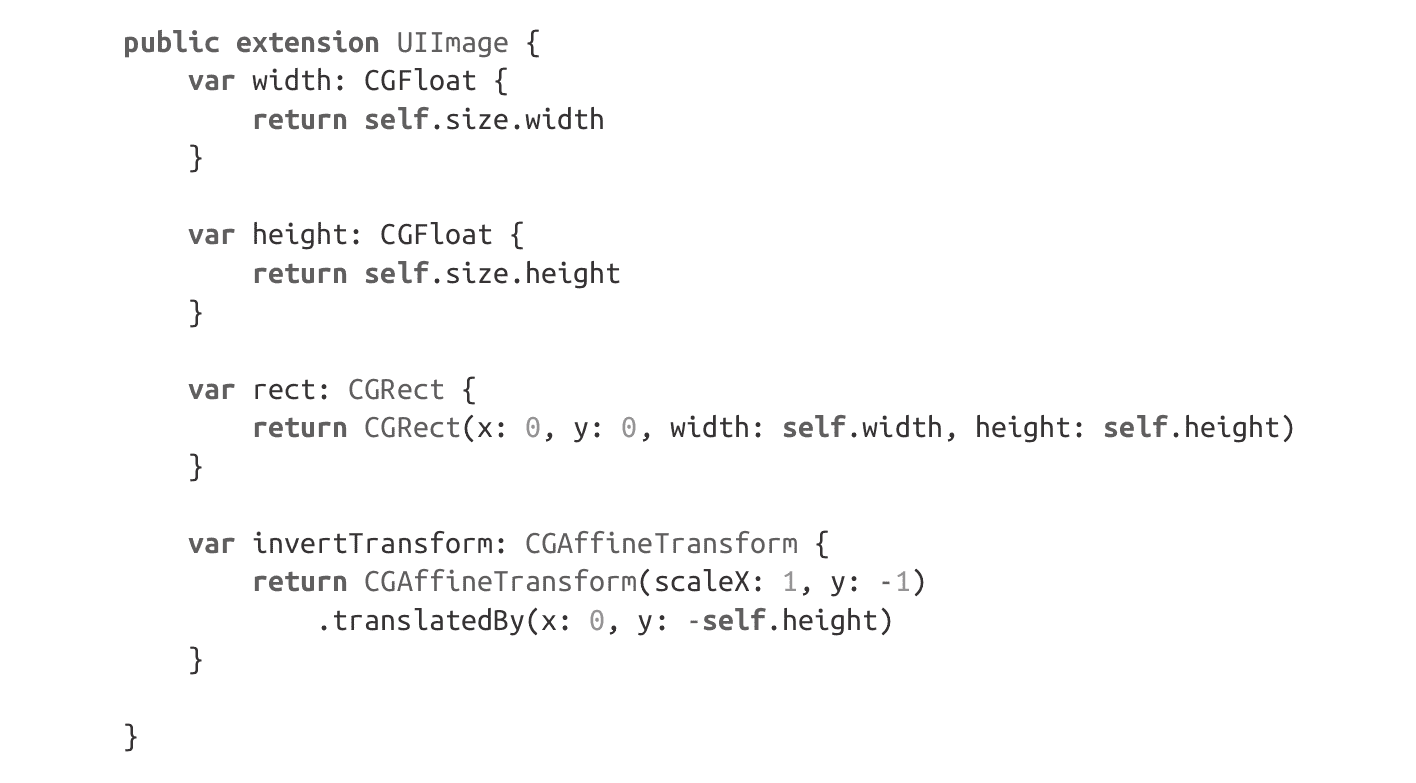 public extension UIImage {
    var width: CGFloat {
        return self.size.width
    }

    var height: CGFloat {
        return self.size.height
    }

    var rect: CGRect {
        return CGRect(x: 0, y: 0, width: self.width, height: self.height)
    }

    var invertTransform: CGAffineTransform {
        return CGAffineTransform(scaleX: 1, y: -1)
            .translatedBy(x: 0, y: -self.height)
    }

}